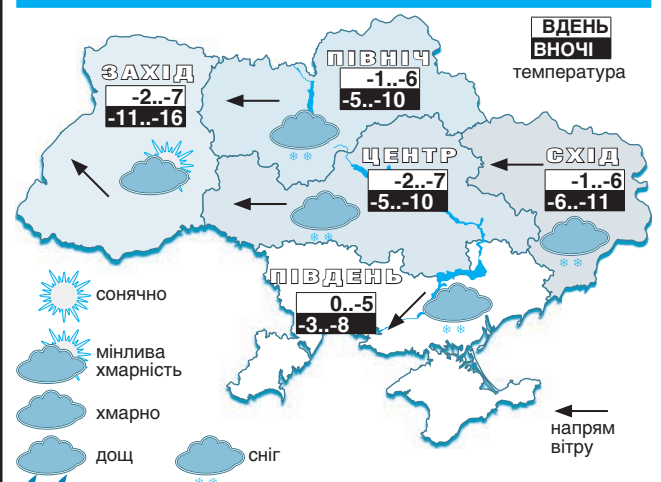 ВДЕНЬ
ВНОЧІ
температура
ЗАХІД
-2..-7
-11..-16
ПІВНІЧ
-1..-6
-5..-10
ЦЕНТР
-2..-7
-5..-10
СХІД
-1..-6
-6..-11
ПІВДЕНЬ
0..-5
-3..-8
сонячно
мінлива
хмарність
хмарно
дощ
сніг
напрям
вітру